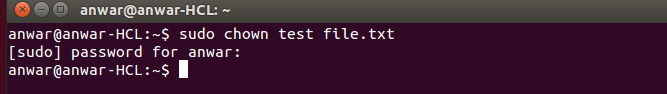 anwar@anwar-HCL: ~
anwar@anwar-HCL:~$ sudo chown test file.txt
[sudo] password for anwar:
anwar@anwar-HCL:~$